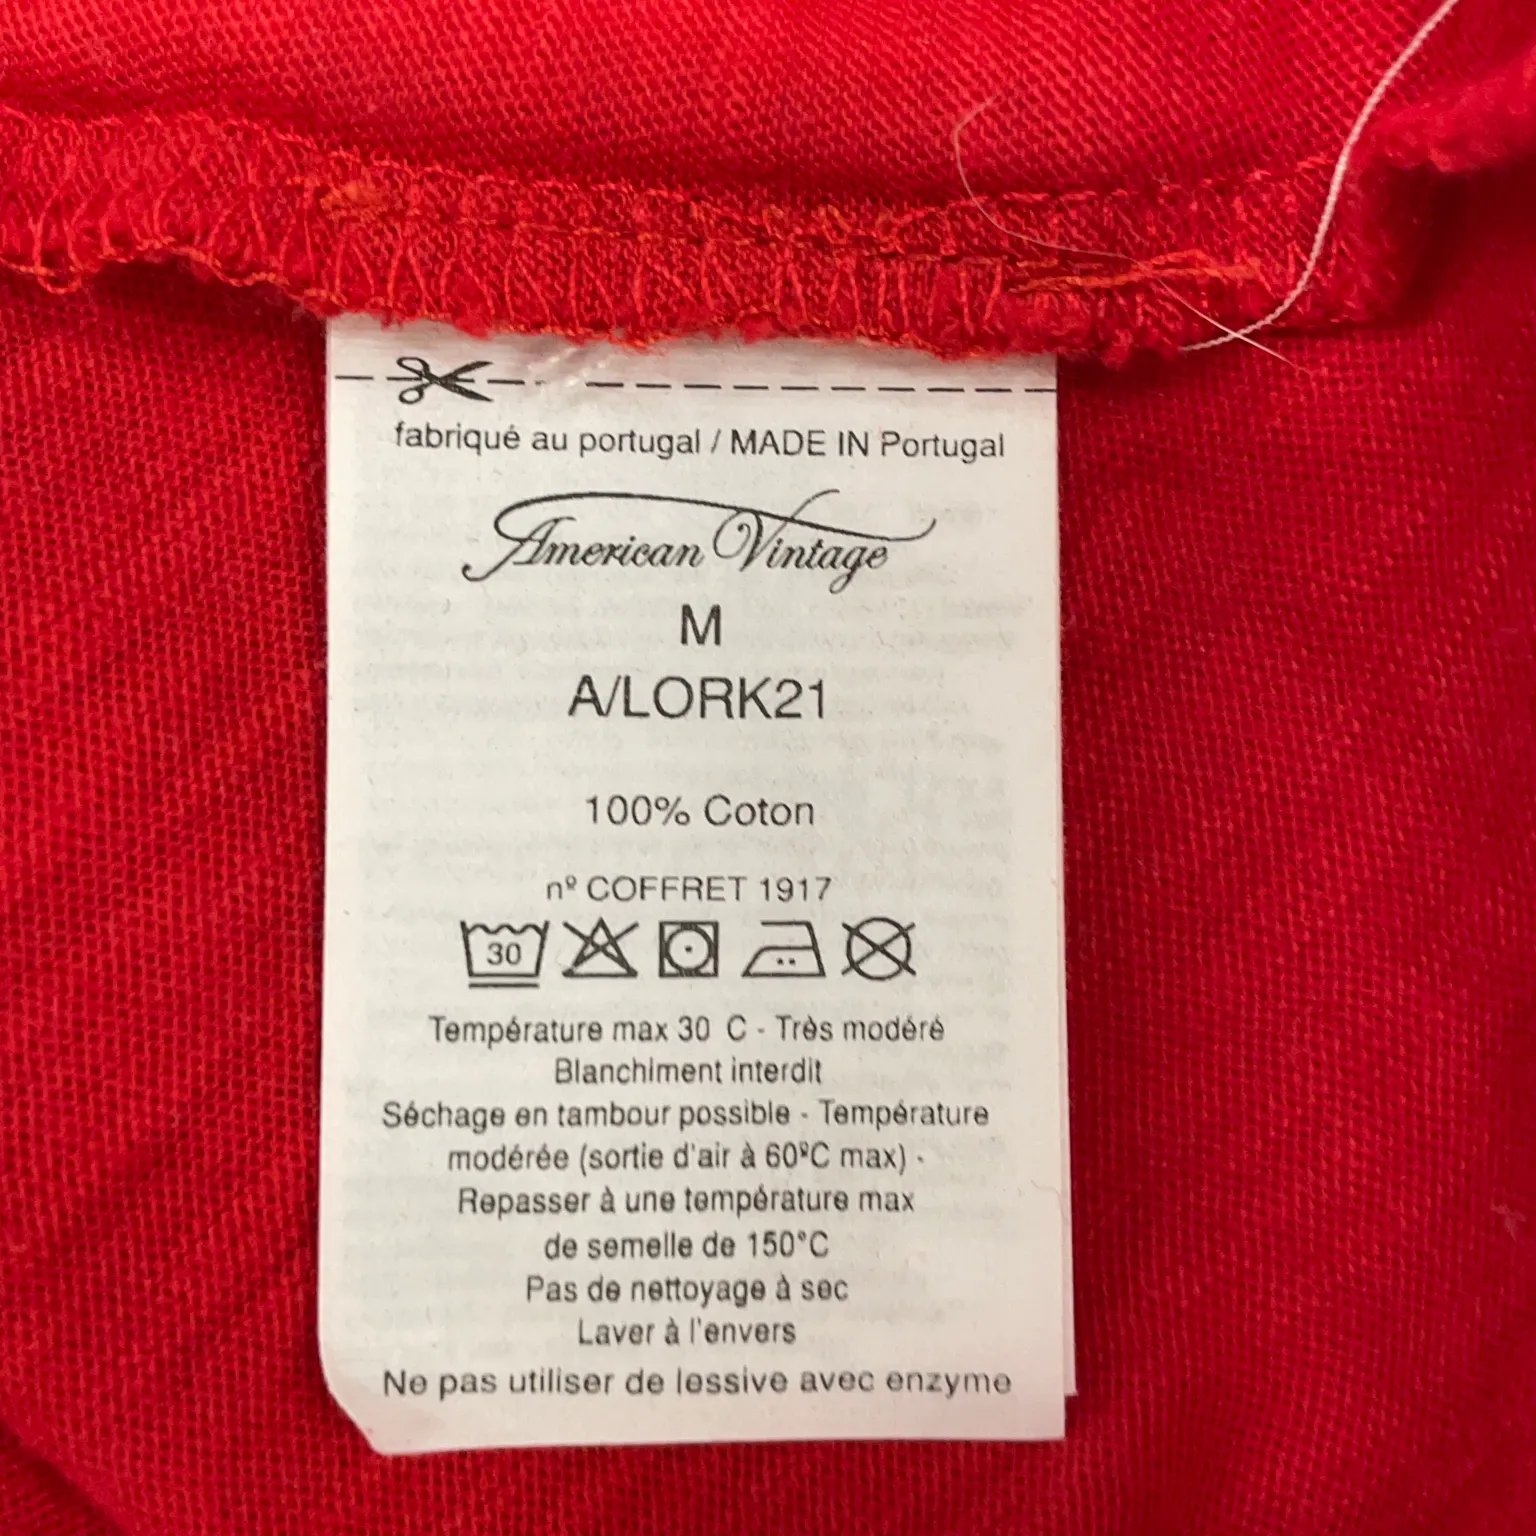 fabriqué au portugal / MADE IN Portugal
American Vintage
M
A/LORK21
100% Coton
nº COFFRET 1917
30
Température max 30 C - Très modéré
Blanchiment interdit
Séchage en tambour possible - Température
modérée (sortie d'air à 60ºC max) -
Repasser à une température max
de semelle de 150°C
Pas de nettoyage à sec
Laver à l'envers
Ne pas utiliser de lessive avec enzyme